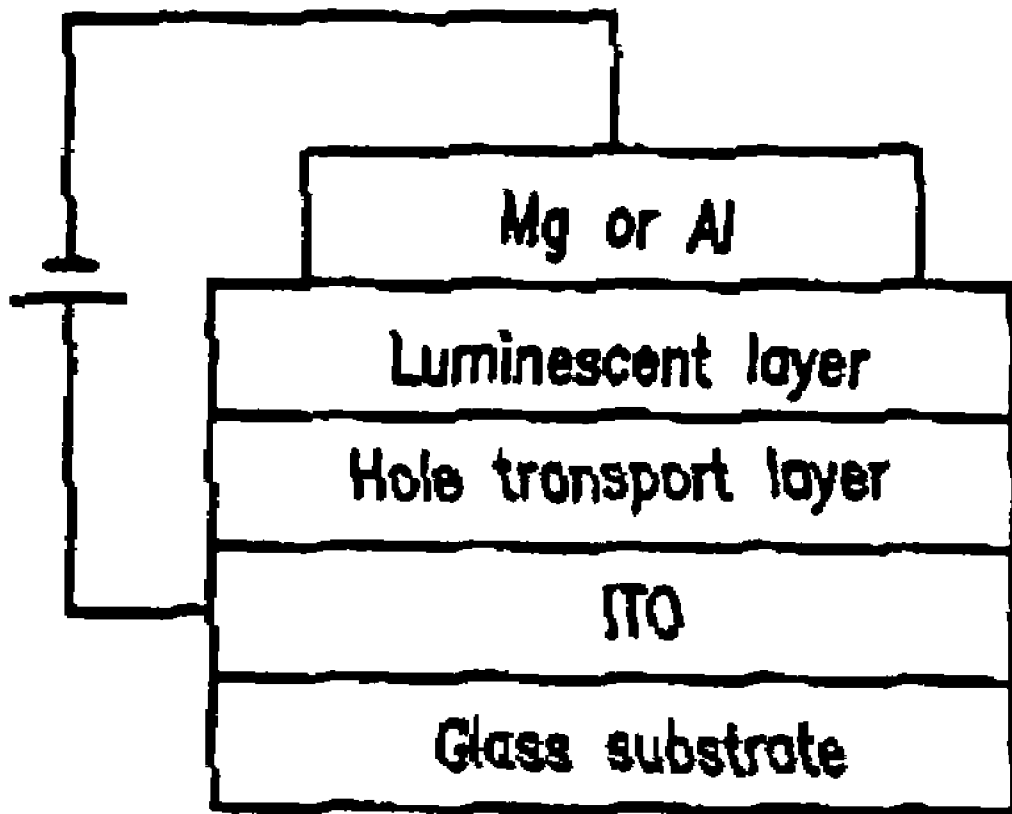 Mg or Al
Luminescent layer
Hole transport layer
ITO
Glass substrate